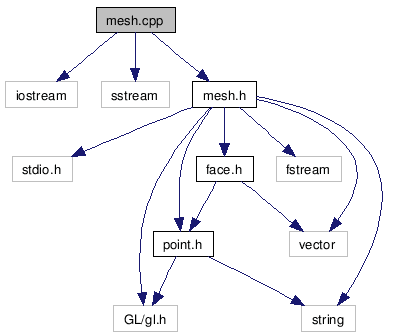 mesh.cpp
iostream
sstream
mesh.h
stdio.h
face.h
fstream
point.h
vector
GL/gl.h
string